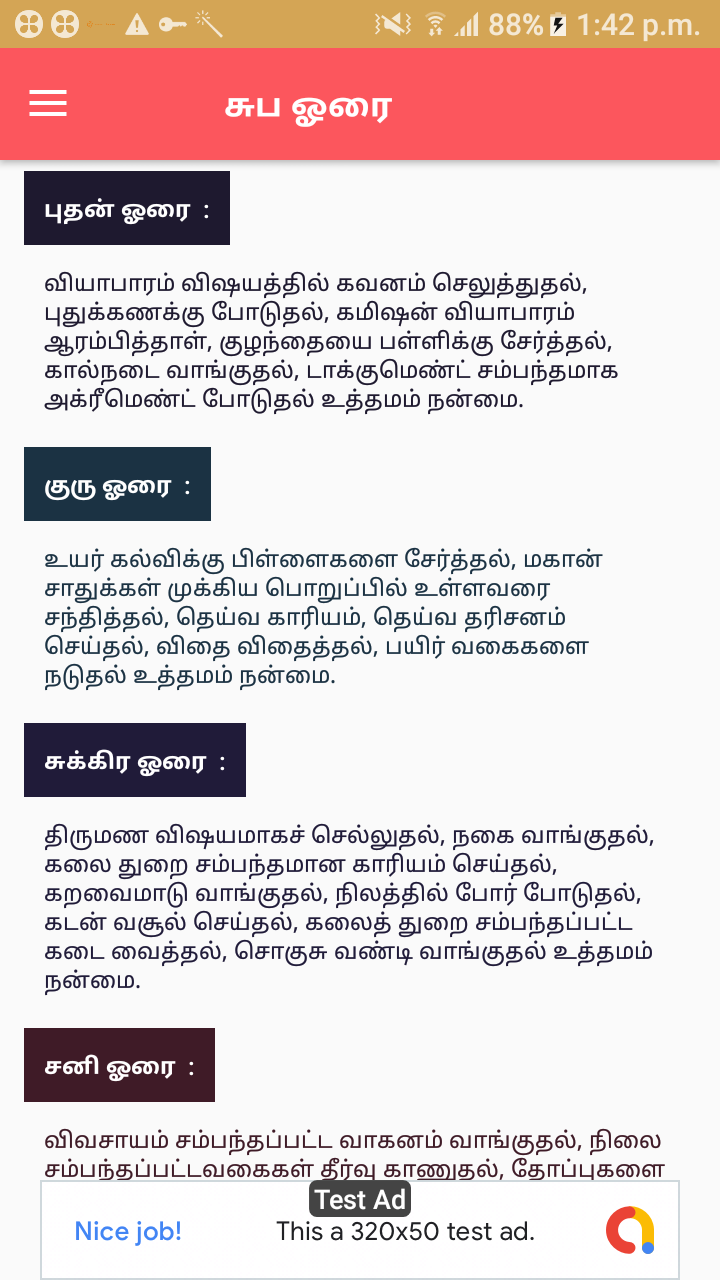 88% 1:42 p.m.
சுப ஓரை
புதன் ஓரை :
வியாபாரம் விஷயத்தில் கவனம் செலுத்துதல்,
புதுக்கணக்கு போடுதல், கமிஷன் வியாபாரம்
ஆரம்பித்தாள், குழந்தையை பள்ளிக்கு சேர்த்தல்,
கால்நடை வாங்குதல், டாக்குமெண்ட் சம்பந்தமாக
அக்ரீமெண்ட் போடுதல் உத்தமம் நன்மை.
குரு ஓரை :
உயர் கல்விக்கு பிள்ளைகளை சேர்த்தல், மகான்
சாதுக்கள் முக்கிய பொறுப்பில் உள்ளவரை
சந்தித்தல், தெய்வ காரியம், தெய்வ தரிசனம்
செய்தல், விதை விதைத்தல், பயிர் வகைகளை
நடுதல் உத்தமம் நன்மை.
சுக்கிர ஓரை :
திருமண விஷயமாகச் செல்லுதல், நகை வாங்குதல்,
கலை துறை சம்பந்தமான காரியம் செய்தல்,
கறவைமாடு வாங்குதல், நிலத்தில் போர் போடுதல்,
கடன் வசூல் செய்தல், கலைத் துறை சம்பந்தப்பட்ட
கடை வைத்தல், சொகுசு வண்டி வாங்குதல் உத்தமம்
நன்மை.
சனி ஓரை :
விவசாயம் சம்பந்தப்பட்ட வாகனம் வாங்குதல், நிலை
சம்பந்தப்பட்டவகைகள் தீர்வு காணுதல், தோப்புகளை
Test Ad
Nice job! This a 320x50 test ad.